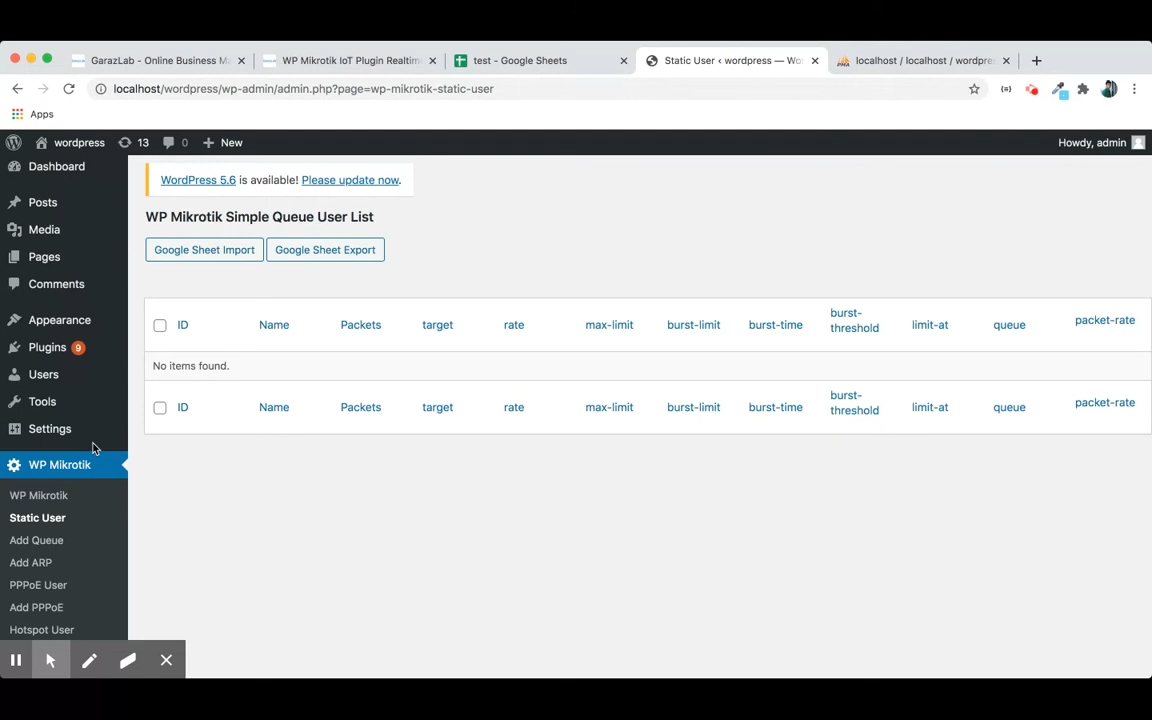 GarazLab - Online Business Ma
WP Mikrotik IoT Plugin Realtim
test - Google Sheets
Static User ‹ wordpress — Wor
localhost / localhost / wordpres
localhost/wordpress/wp-admin/admin.php?page=wp-mikrotik-static-user
Apps
wordpress
13
0
New
Howdy, admin
Dashboard
Posts
Media
Pages
Comments
Appearance
Plugins 9
Users
Tools
Settings
WP Mikrotik
WP Mikrotik
Static User
Add Queue
Add ARP
PPPoE User
Add PPPoE
Hotspot User
WordPress 5.6 is available! Please update now.
WP Mikrotik Simple Queue User List
Google Sheet Import
Google Sheet Export
ID Name Packets target rate max-limit burst-limit burst-time burst-threshold limit-at queue packet-rate
No items found.
ID Name Packets target rate max-limit burst-limit burst-time burst-threshold limit-at queue packet-rate